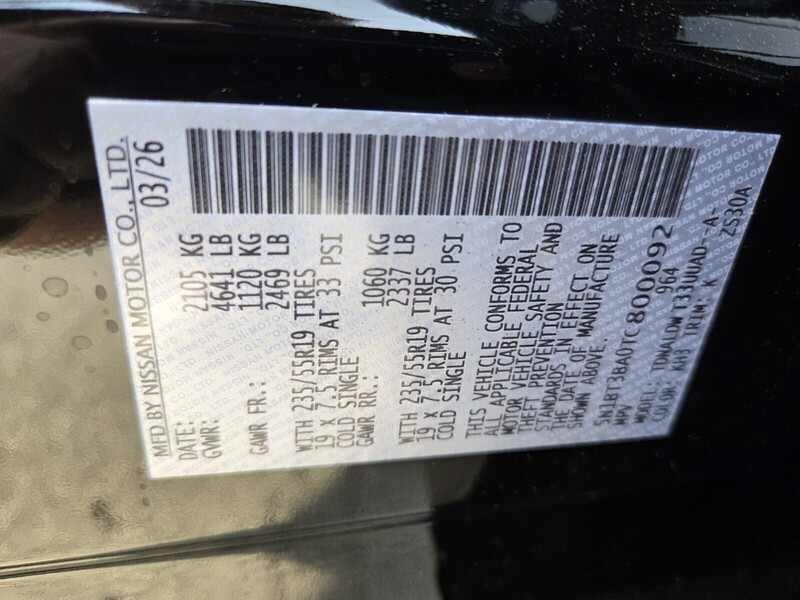 MFD BY NISSAN MOTOR CO., LTD.
DATE: 03/26
GVWR: 2105 KG
4641 LB
GAWR FR.: 1120 KG
2469 LB
WITH 235/55R19 TIRES
19 x 7.5 RIMS AT 33 PSI
COLD SINGLE
GAWR RR.: 1060 KG
2337 LB
WITH 235/55R19 TIRES
19 x 7.5 RIMS AT 30 PSI
COLD SINGLE
THIS VEHICLE CONFORMS TO
ALL APPLICABLE FEDERAL
MOTOR VEHICLE SAFETY AND
THEFT PREVENTION
STANDARDS IN EFFECT ON
THE DATE OF MANUFACTURE
SHOWN ABOVE.
5N1BT3BA0TC800092
MPV 964
MODEL:
COLOR: KH3 TRIM: K ZS30A